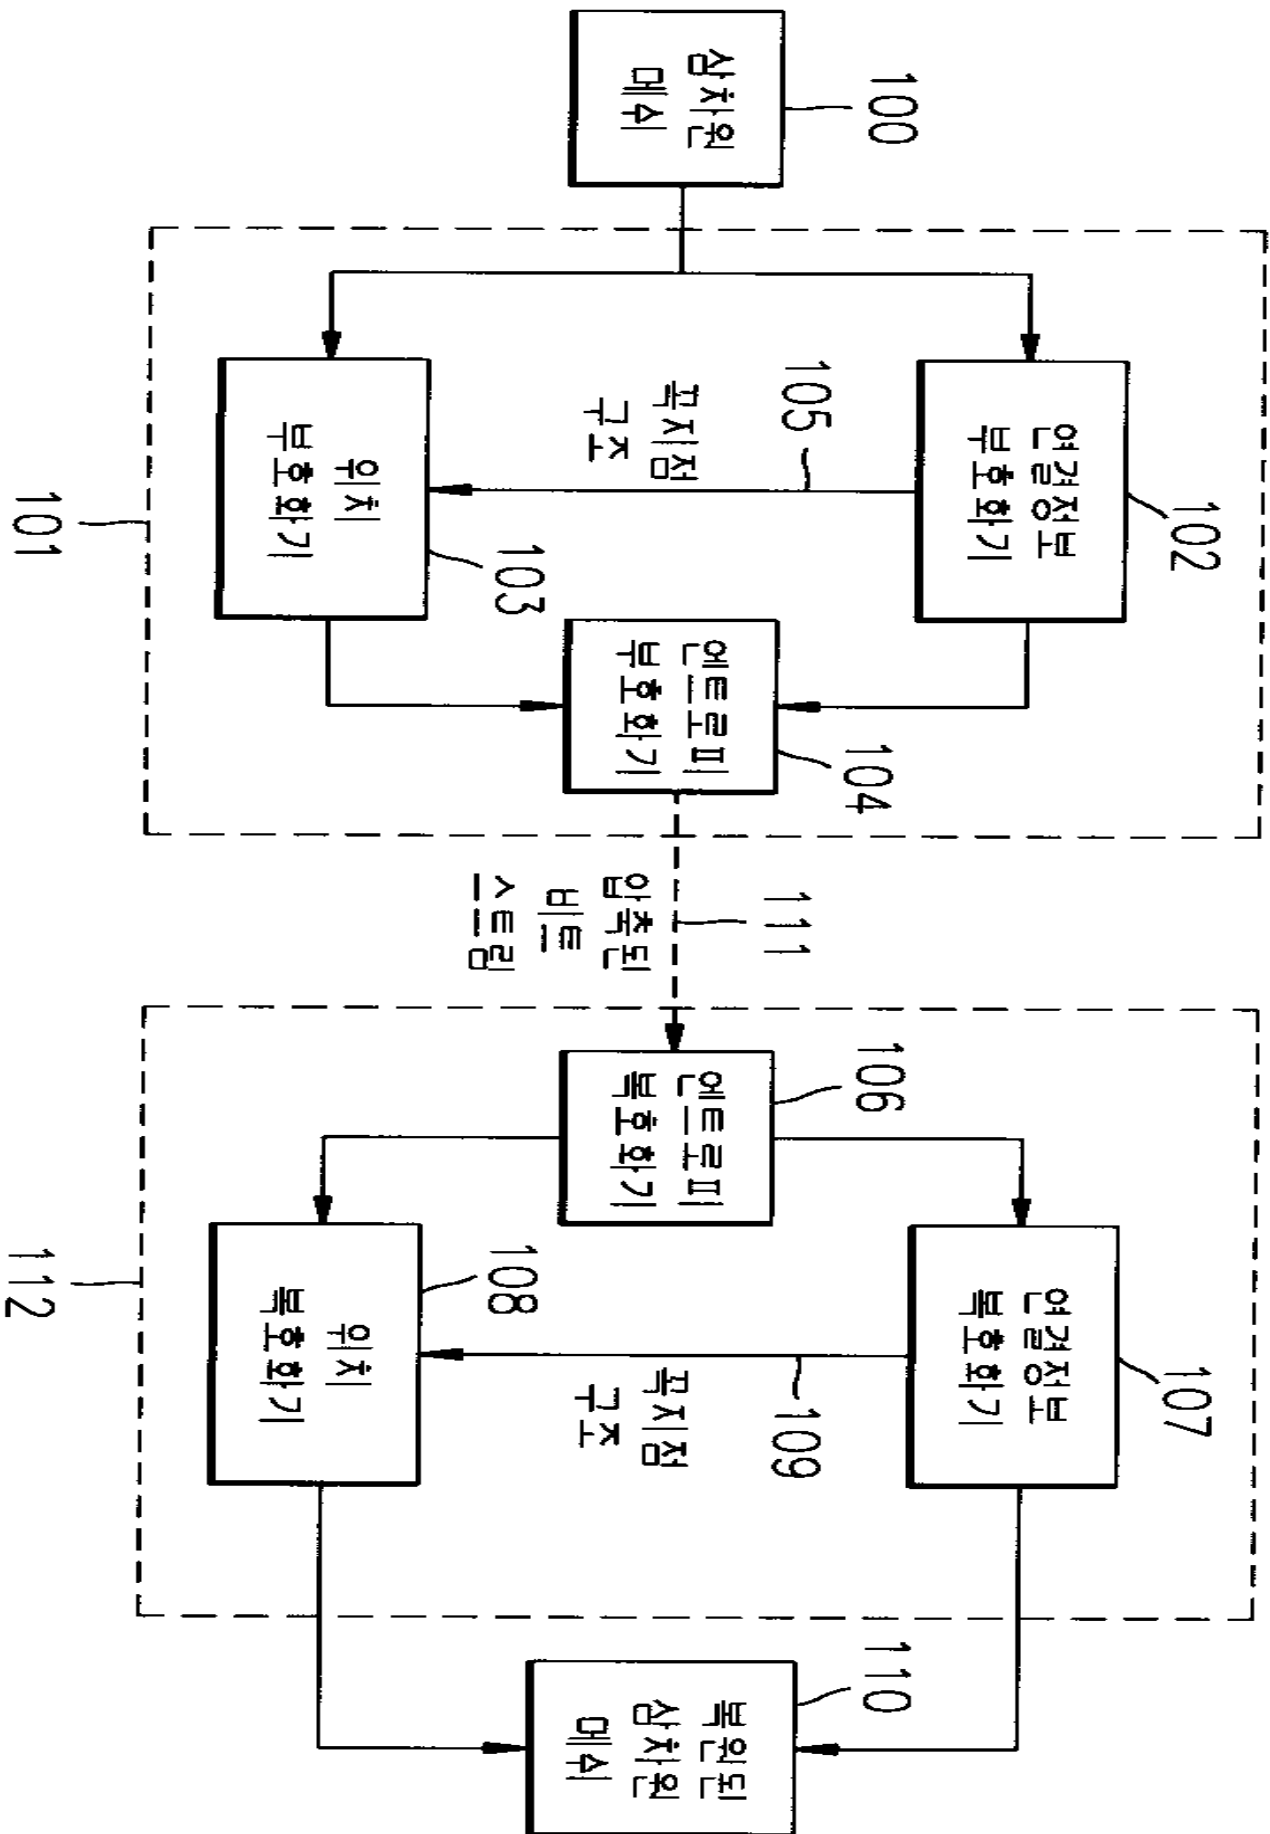 100
삼차원
메쉬
102
연결정보
부호화기
105
꼭지점
구조
103
위치
부호화기
101
104
엔트로피
부호화기
111
압축된
비트
스트림
106
엔트로피
복호화기
107
연결정보
복호화기
109
꼭지점
구조
108
위치
복호화기
112
110
복원된
삼차원
메쉬